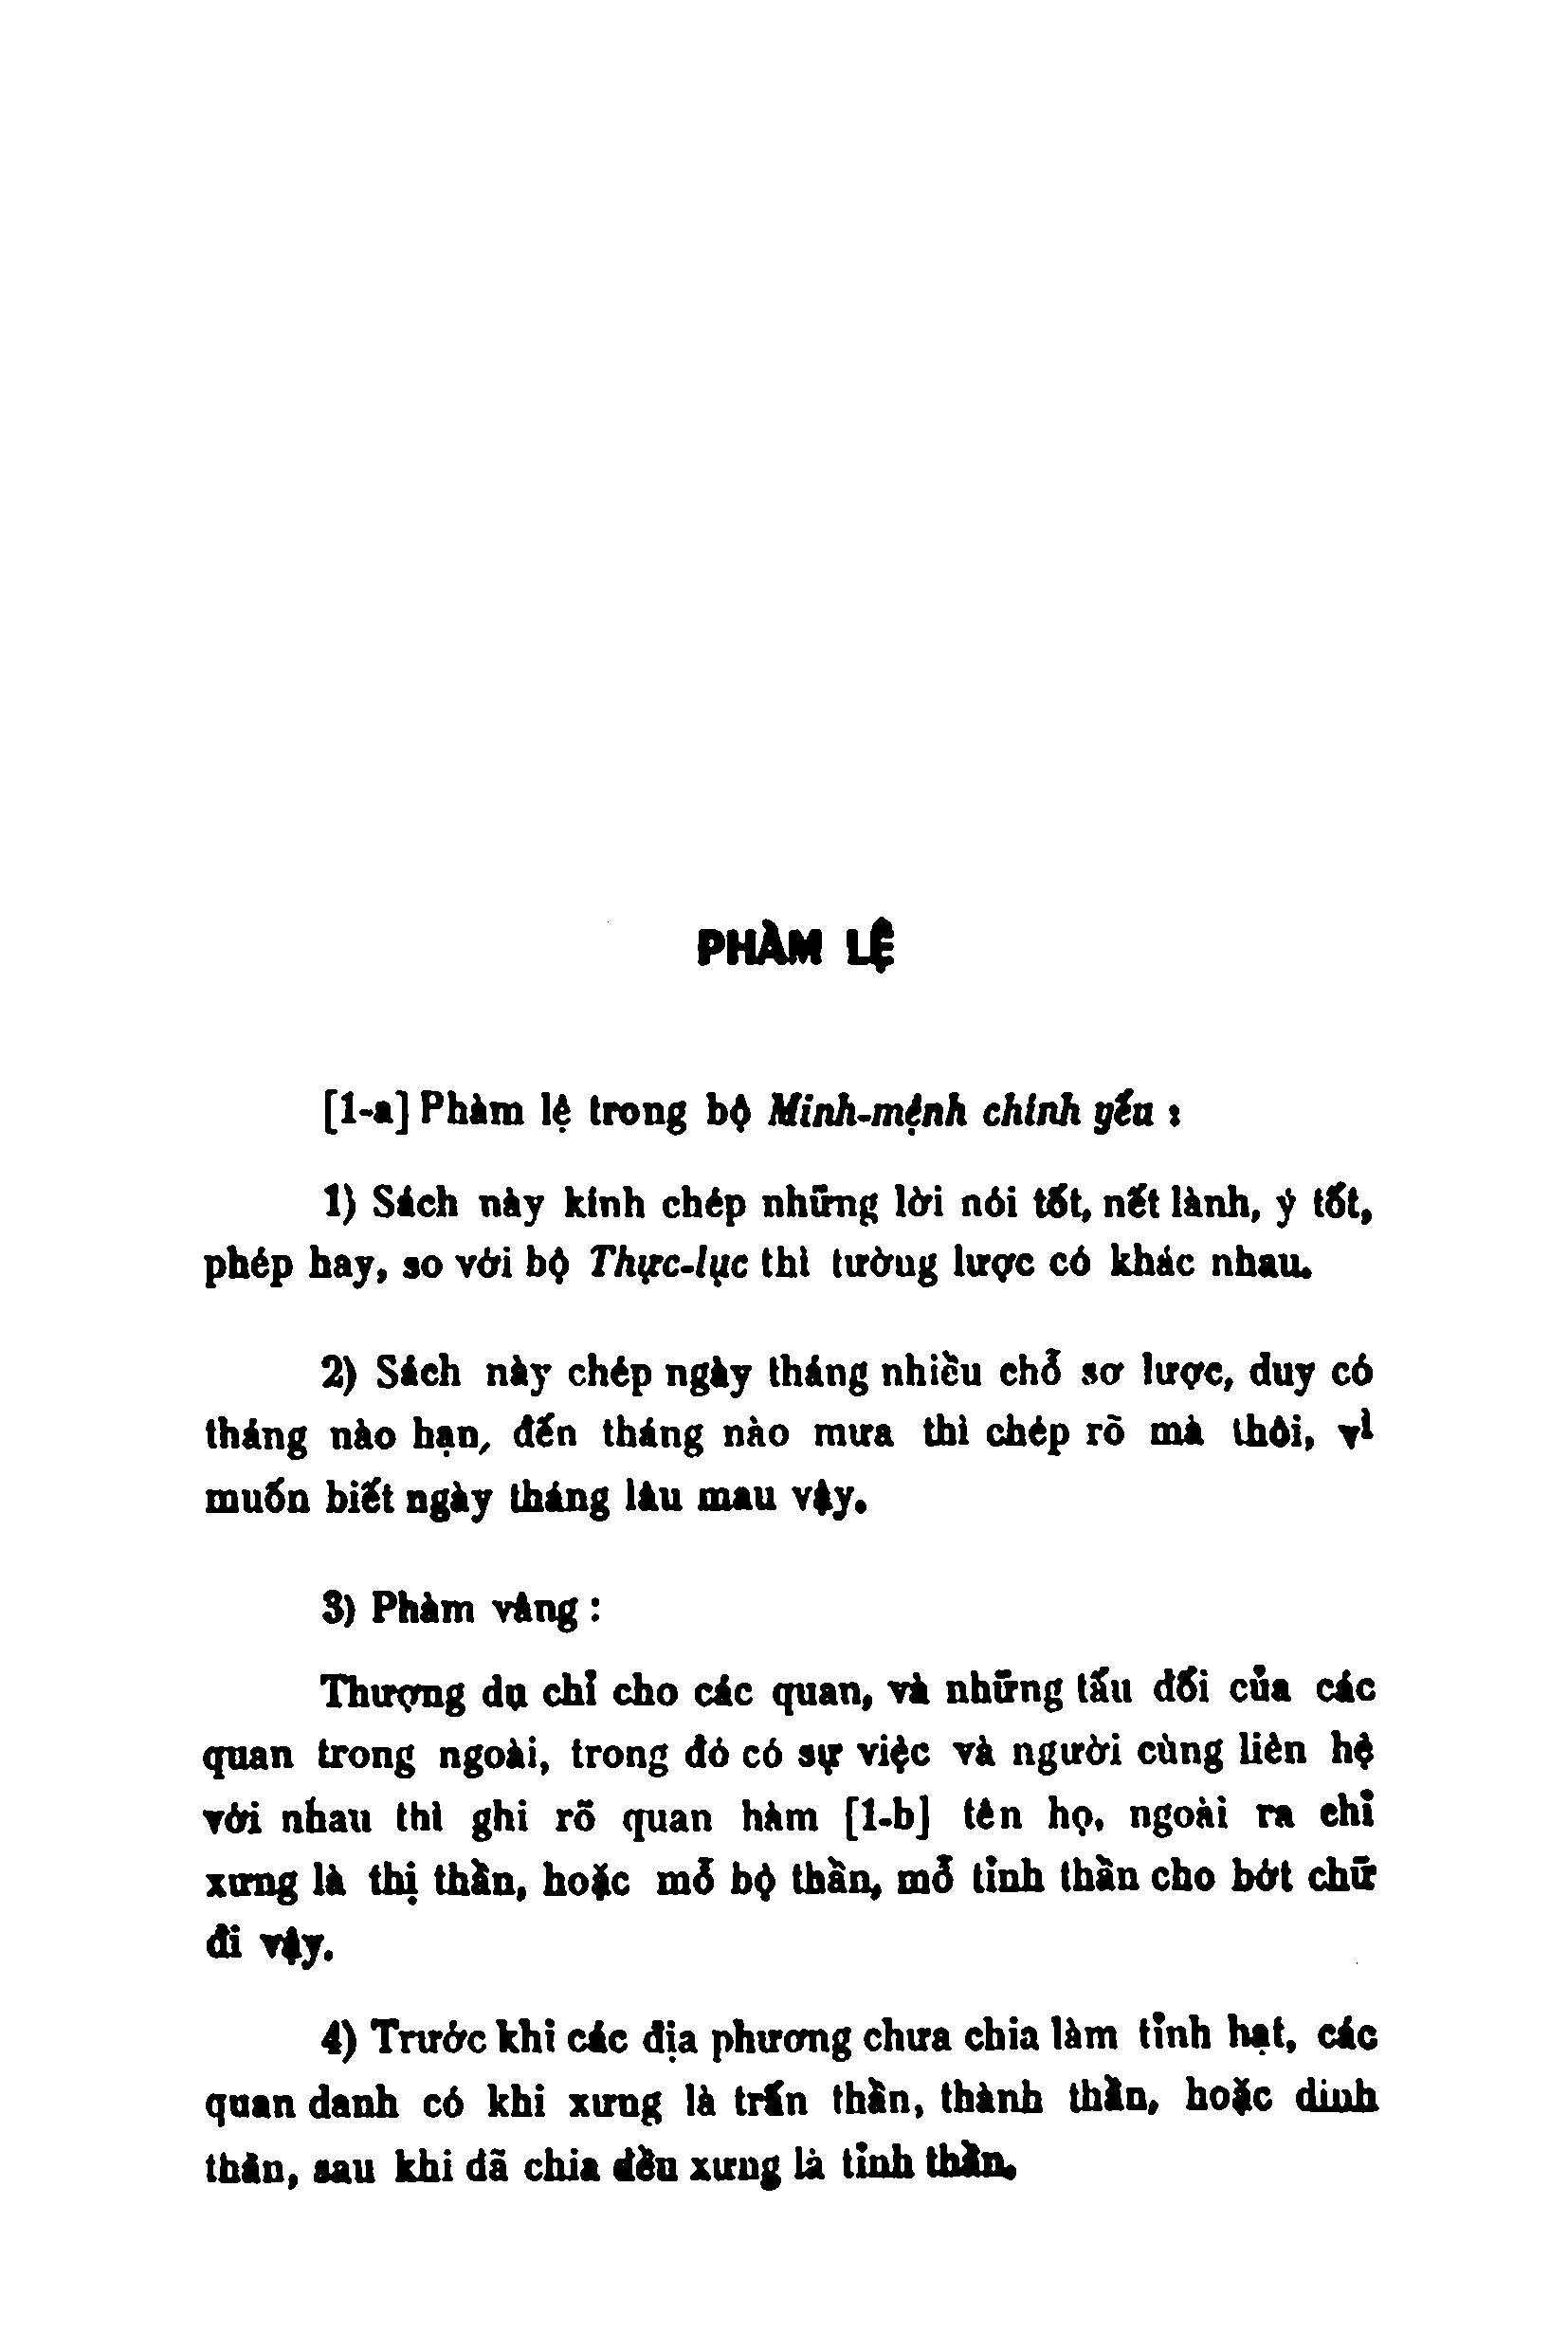 PHÀM LỆ
[1-a] Phàm lệ trong bộ Minh-mệnh chính yếu :
1) Sách này kính chép những lời nói tốt, nết lành, ý tốt,
phép hay, so với bộ Thực-lục thì tường lược có khác nhau.
2) Sách này chép ngày tháng nhiều chỗ sơ lược, duy có
tháng nào hạn, đến tháng nào mưa thì chép rõ mà thôi, vì
muốn biết ngày tháng lâu mau vậy.
3) Phàm vâng :
Thượng dụ chỉ cho các quan, và những tấu đối của các
quan trong ngoài, trong đó có sự việc và người cùng liên hệ
với nhau thì ghi rõ quan hàm [1-b] tên họ, ngoài ra chỉ
xưng là thị thần, hoặc mỗ bộ thần, mỗ tỉnh thần cho bớt chữ
đi vậy.
4) Trước khi các địa phương chưa chia làm tỉnh hạt, các
quan danh có khi xưng là trấn thần, thành thần, hoặc dinh
thần, sau khi đã chia đều xưng là tỉnh thần.